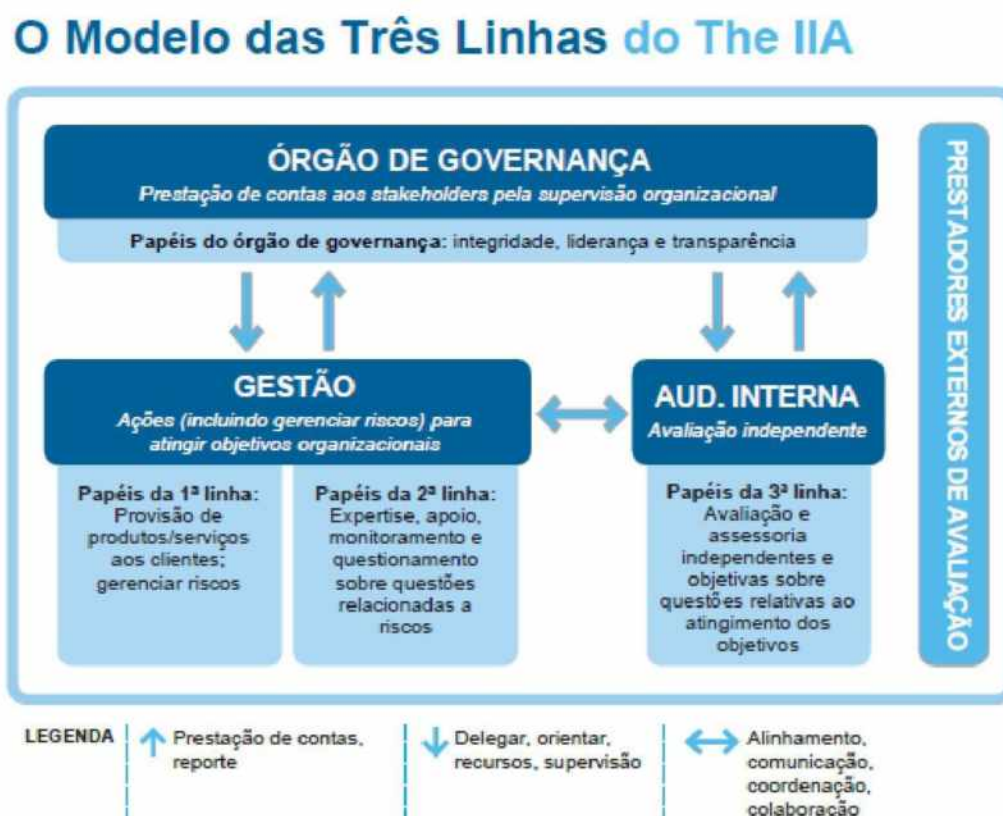 O Modelo das Três Linhas do The IIA
ÓRGÃO DE GOVERNANÇA
Prestação de contas aos stakeholders pela supervisão organizacional
Papéis do órgão de governança: integridade, liderança e transparência
GESTÃO
Ações (incluindo gerenciar riscos) para
atingir objetivos organizacionais
Papéis da 1ª linha:
Provisão de
produtos/serviços
aos clientes;
gerenciar riscos
Papéis da 2ª linha:
Expertise, apoio,
monitoramento e
questionamento
sobre questões
relacionadas a
riscos
AUD. INTERNA
Avaliação independente
Papéis da 3ª linha:
Avaliação e
assessoria
independentes e
objetivas sobre
questões relativas ao
atingimento dos
objetivos
PRESTADORES EXTERNOS DE AVALIAÇÃO
LEGENDA
Prestação de contas,
reporte
Delegar, orientar,
recursos, supervisão
Alinhamento,
comunicação,
coordenação,
colaboração